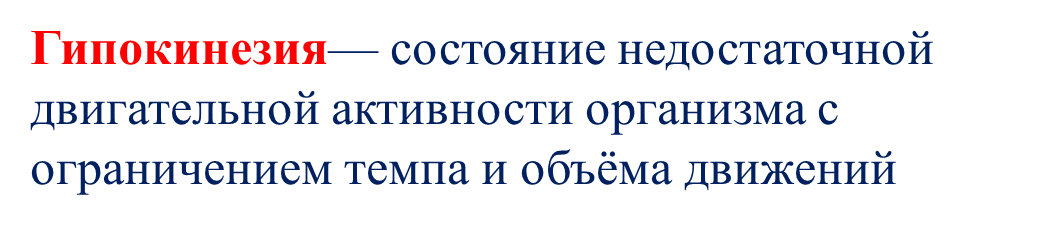 Гипокинезия— состояние недостаточной
двигательной активности организма с
ограничением темпа и объёма движений